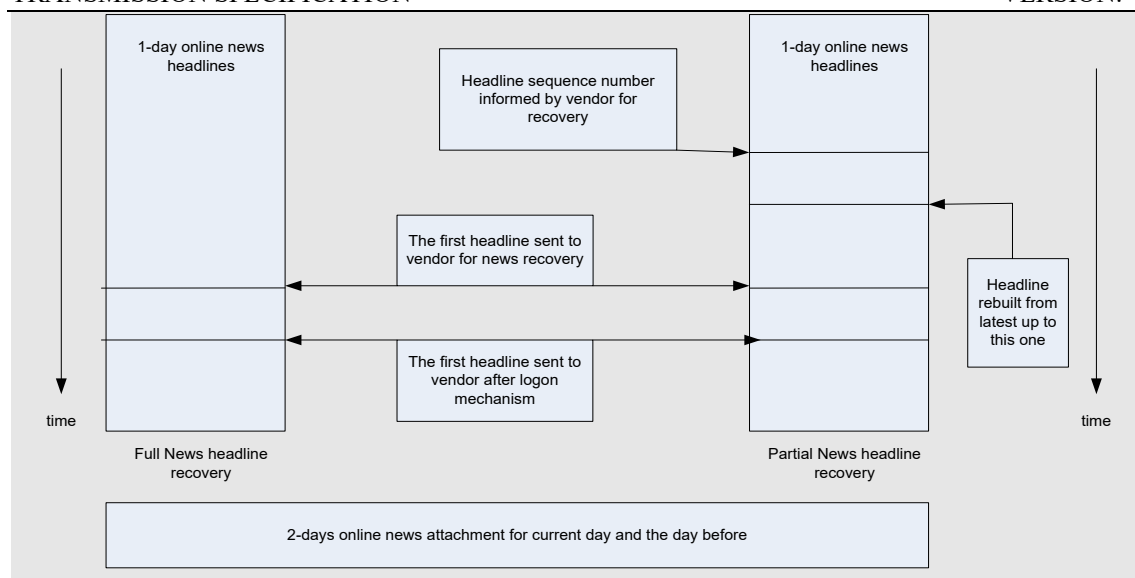 TRANSMISSION SPECIFICATION VERSION:
1-day online news
headlines
Headline sequence number
informed by vendor for
recovery
1-day online news
headlines
The first headline sent to
vendor for news recovery
Headline
rebuilt from
latest up to
this one
The first headline sent to
vendor after logon
mechanism
time
time
Full News headline
recovery
Partial News headline
recovery
2-days online news attachment for current day and the day before